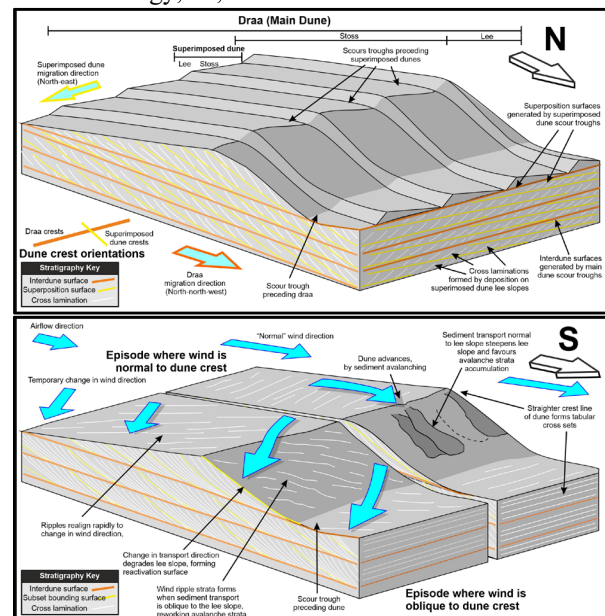 Draa (Main Dune)
Stoss
Lee
N
Superimposed dune
Lee Stoss
Scours troughs preceding
superimposed dunes
Superimposed dune
migration direction
(North-east)
Superposition surfaces
generated by superimposed
dune scour troughs
Draa crests
Superimposed
dune crests
Dune crest orientations
Stratigraphy Key
Interdune surface
Superposition surface
Cross lamination
Draa
migration direction
(North-north-west)
Scour trough
preceding draa
Cross laminations
formed by deposition on
superimosed dune lee slopes
Interdune surfaces
generated by main
dune scour troughs
Airflow direction
Episode where wind is
normal to dune crest
"Normal" wind direction
Sediment transport normal
to lee slope steepens lee
slope and favours
avalanche strata
accumulation
S
Temporary change in wind direction
Dune advances,
by sediment avalanching
Straighter crest line
of dune forms tabular
cross sets
Ripples realign rapidly to
change in wind direction,
Change in transport direction
degrades lee slope, forming
reactivation surface
Wind ripple strata forms
when sediment transport
is oblique to the lee slope,
reworking avalanche strata
Scour trough
preceding dune
Episode where wind is
oblique to dune crest
Stratigraphy Key
Interdune surface
Subset bounding surface
Cross lamination